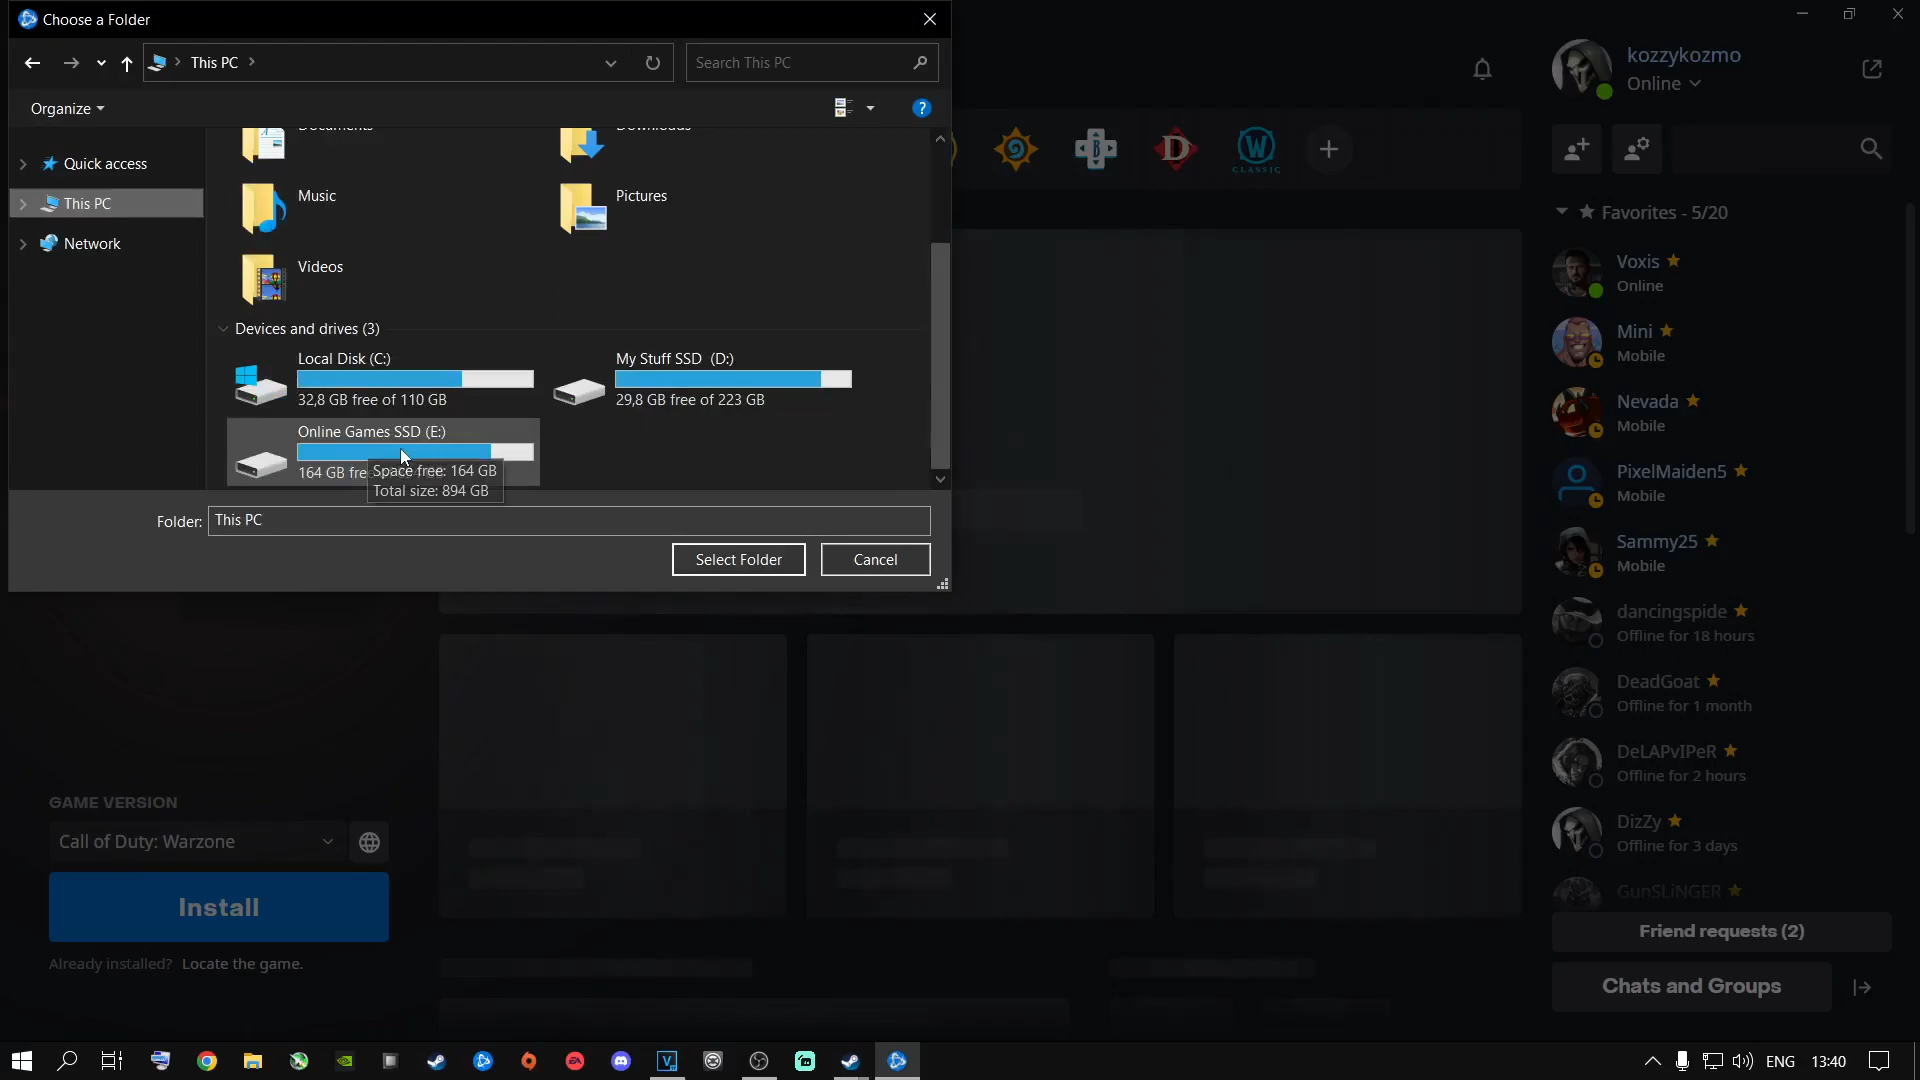 Choose a Folder
This PC
Search This PC
Organize
Quick access
This PC
Network
Documents
Downloads
Music
Pictures
Videos
Devices and drives (3)
Local Disk (C:)
32,8 GB free of 110 GB
My Stuff SSD (D:)
29,8 GB free of 223 GB
Online Games SSD (E:)
164 GB fre
Space free: 164 GB
Total size: 894 GB
Folder:
This PC
Select Folder
Cancel
kozzykozmo
Online
CLASSIC
Favorites - 5/20
Voxis
Online
Mini
Mobile
Nevada
Mobile
PixelMaiden5
Mobile
Sammy25
Mobile
dancingspide
Offline for 18 hours
DeadGoat
Offline for 1 month
DeLAPvIPeR
Offline for 2 hours
DizZy
Offline for 3 days
GunSLiNGER
Friend requests (2)
Chats and Groups
GAME VERSION
Call of Duty: Warzone
Install
Already installed? Locate the game.
ENG
13:40